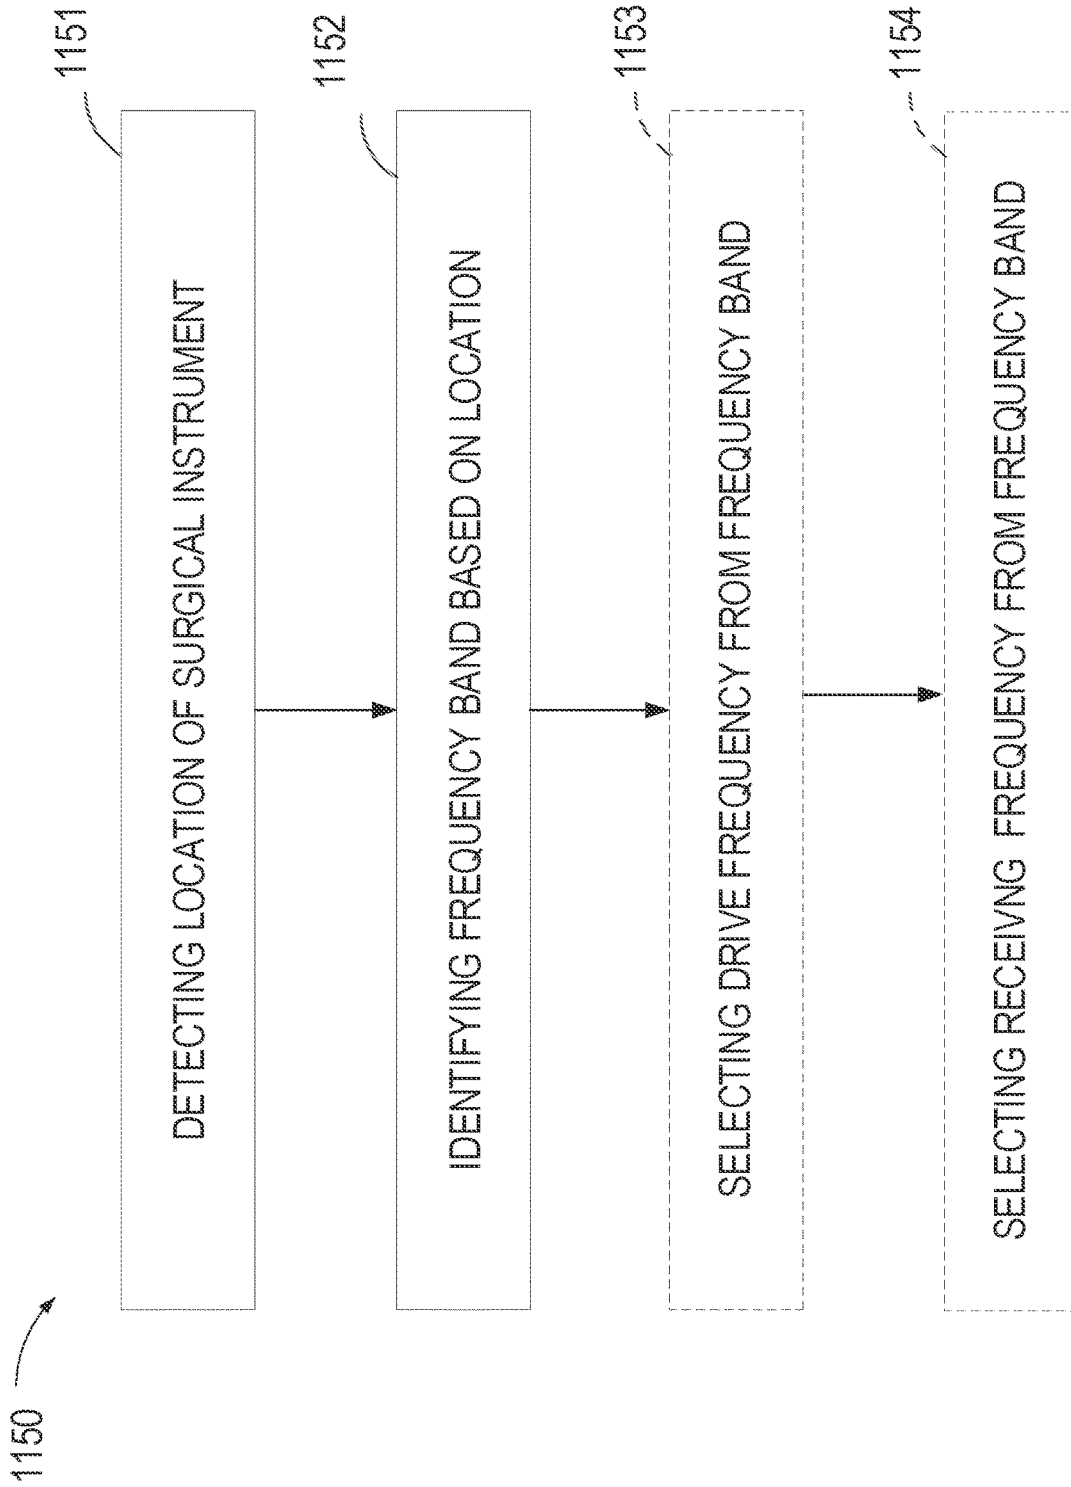 1150
1151
DETECTING LOCATION OF SURGICAL INSTRUMENT
1152
IDENTIFYING FREQUENCY BAND BASED ON LOCATION
1153
SELECTING DRIVE FREQUENCY FROM FREQUENCY BAND
1154
SELECTING RECEIVNG FREQUENCY FROM FREQUENCY BAND